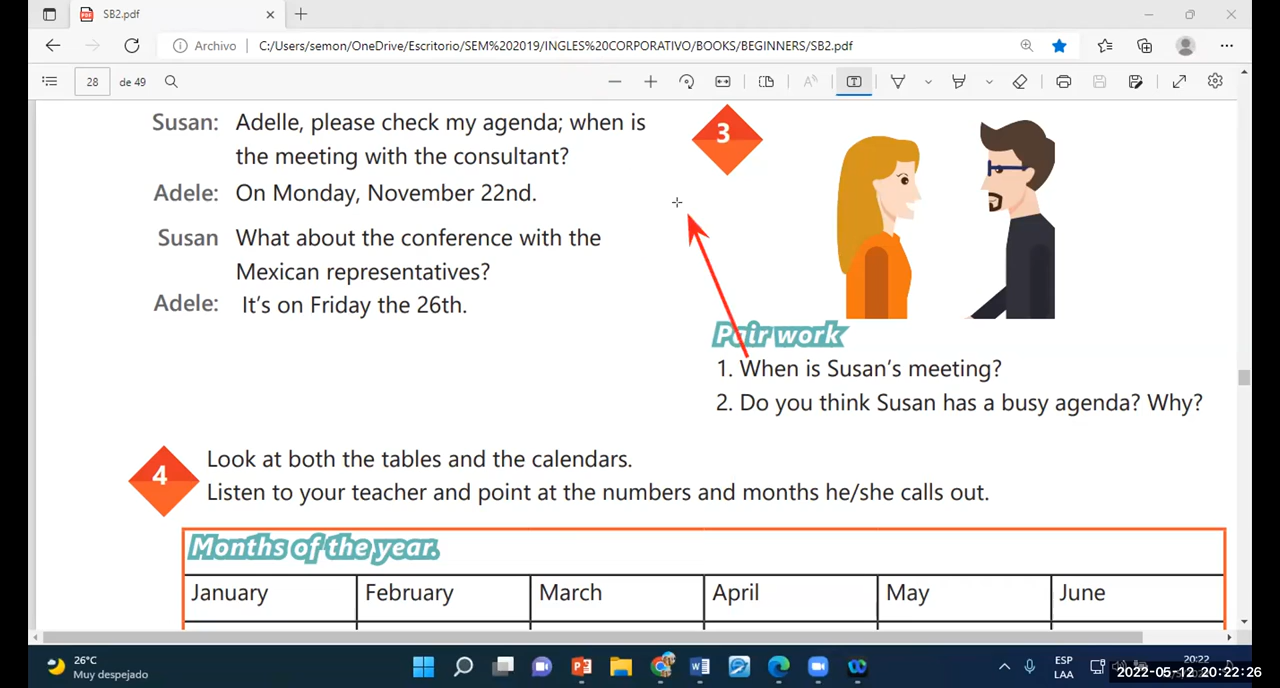 SB2.pdf
Archivo
C:/Users/semon/OneDrive/Escritorio/SEM%202019/INGLES%20CORPORATIVO/BOOKS/BEGINNERS/SB2.pdf
28 de 49
Susan: Adelle, please check my agenda; when is
the meeting with the consultant?
Adele: On Monday, November 22nd.
Susan What about the conference with the
Mexican representatives?
Adele: It's on Friday the 26th.
3
Pair work
1. When is Susan's meeting?
2. Do you think Susan has a busy agenda? Why?
4
Look at both the tables and the calendars.
Listen to your teacher and point at the numbers and months he/she calls out.
Months of the year.
January February March April May June
26°C
Muy despejado
ESP
LAA
20:22
2022-05-12 20:22:26